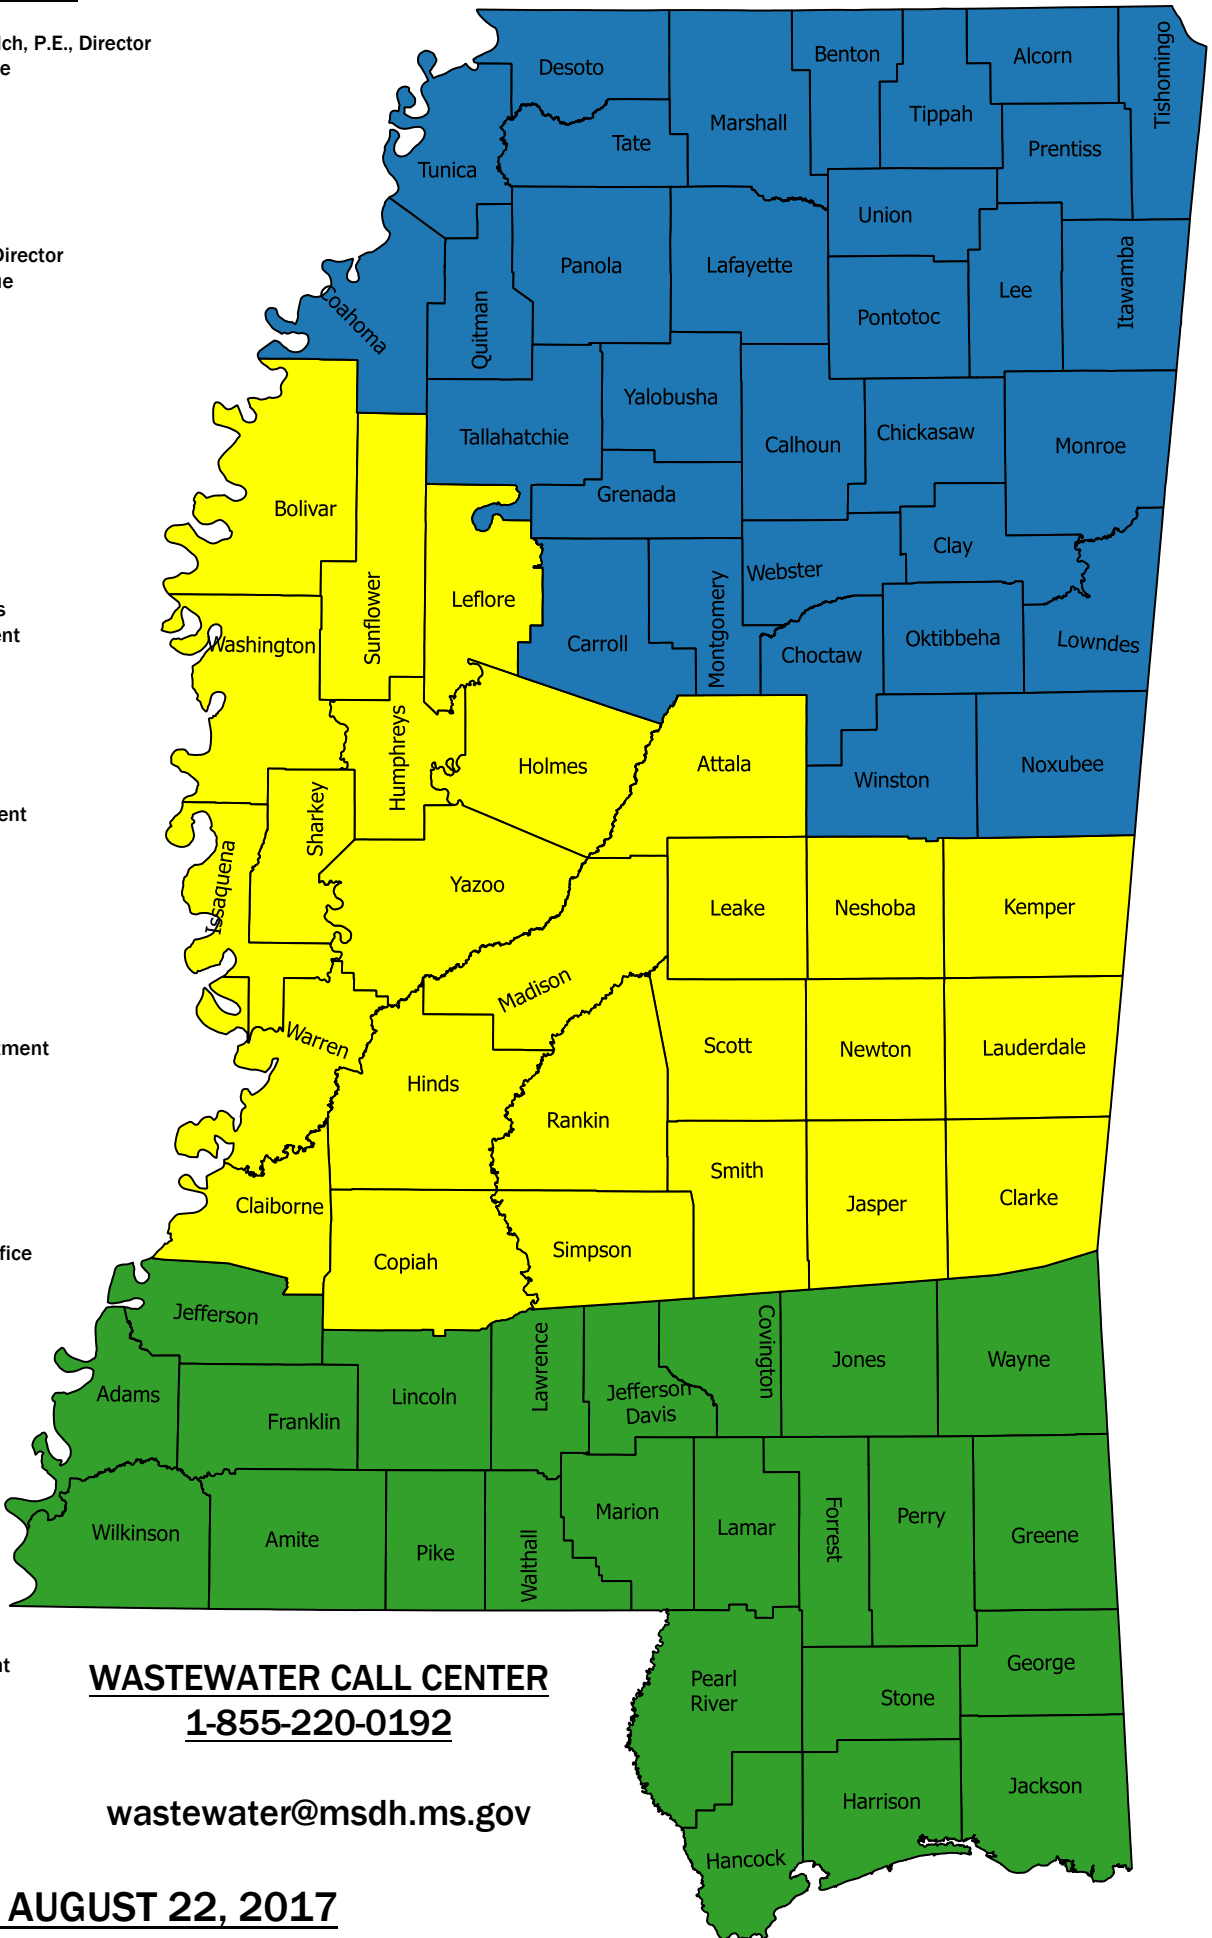 P.E., Director
Director
Desoto
Benton
Alcorn
Tishomingo
Marshall
Tippah
Tate
Prentiss
Tunica
Union
Panola
Lafayette
Itawamba
Lee
Coahoma
Quitman
Pontotoc
Yalobusha
Tallahatchie
Calhoun
Chickasaw
Monroe
Grenada
Bolivar
Clay
Webster
Leflore
Sunflower
Montgomery
Carroll
Washington
Choctaw
Oktibbeha
Lowndes
Humphreys
Holmes
Attala
Winston
Noxubee
Sharkey
Issaquena
Yazoo
Leake
Neshoba
Kemper
Madison
Warren
Scott
Newton
Lauderdale
Hinds
Rankin
Smith
Claiborne
Jasper
Clarke
Copiah
Simpson
Jefferson
Lawrence
Covington
Jones
Wayne
Adams
Lincoln
Jefferson
Davis
Franklin
Wilkinson
Amite
Pike
Walthall
Marion
Lamar
Forrest
Perry
Greene
WASTEWATER CALL CENTER
1-855-220-0192
Pearl
River
Stone
George
wastewater@msdh.ms.gov
Harrison
Jackson
Hancock
AUGUST 22, 2017